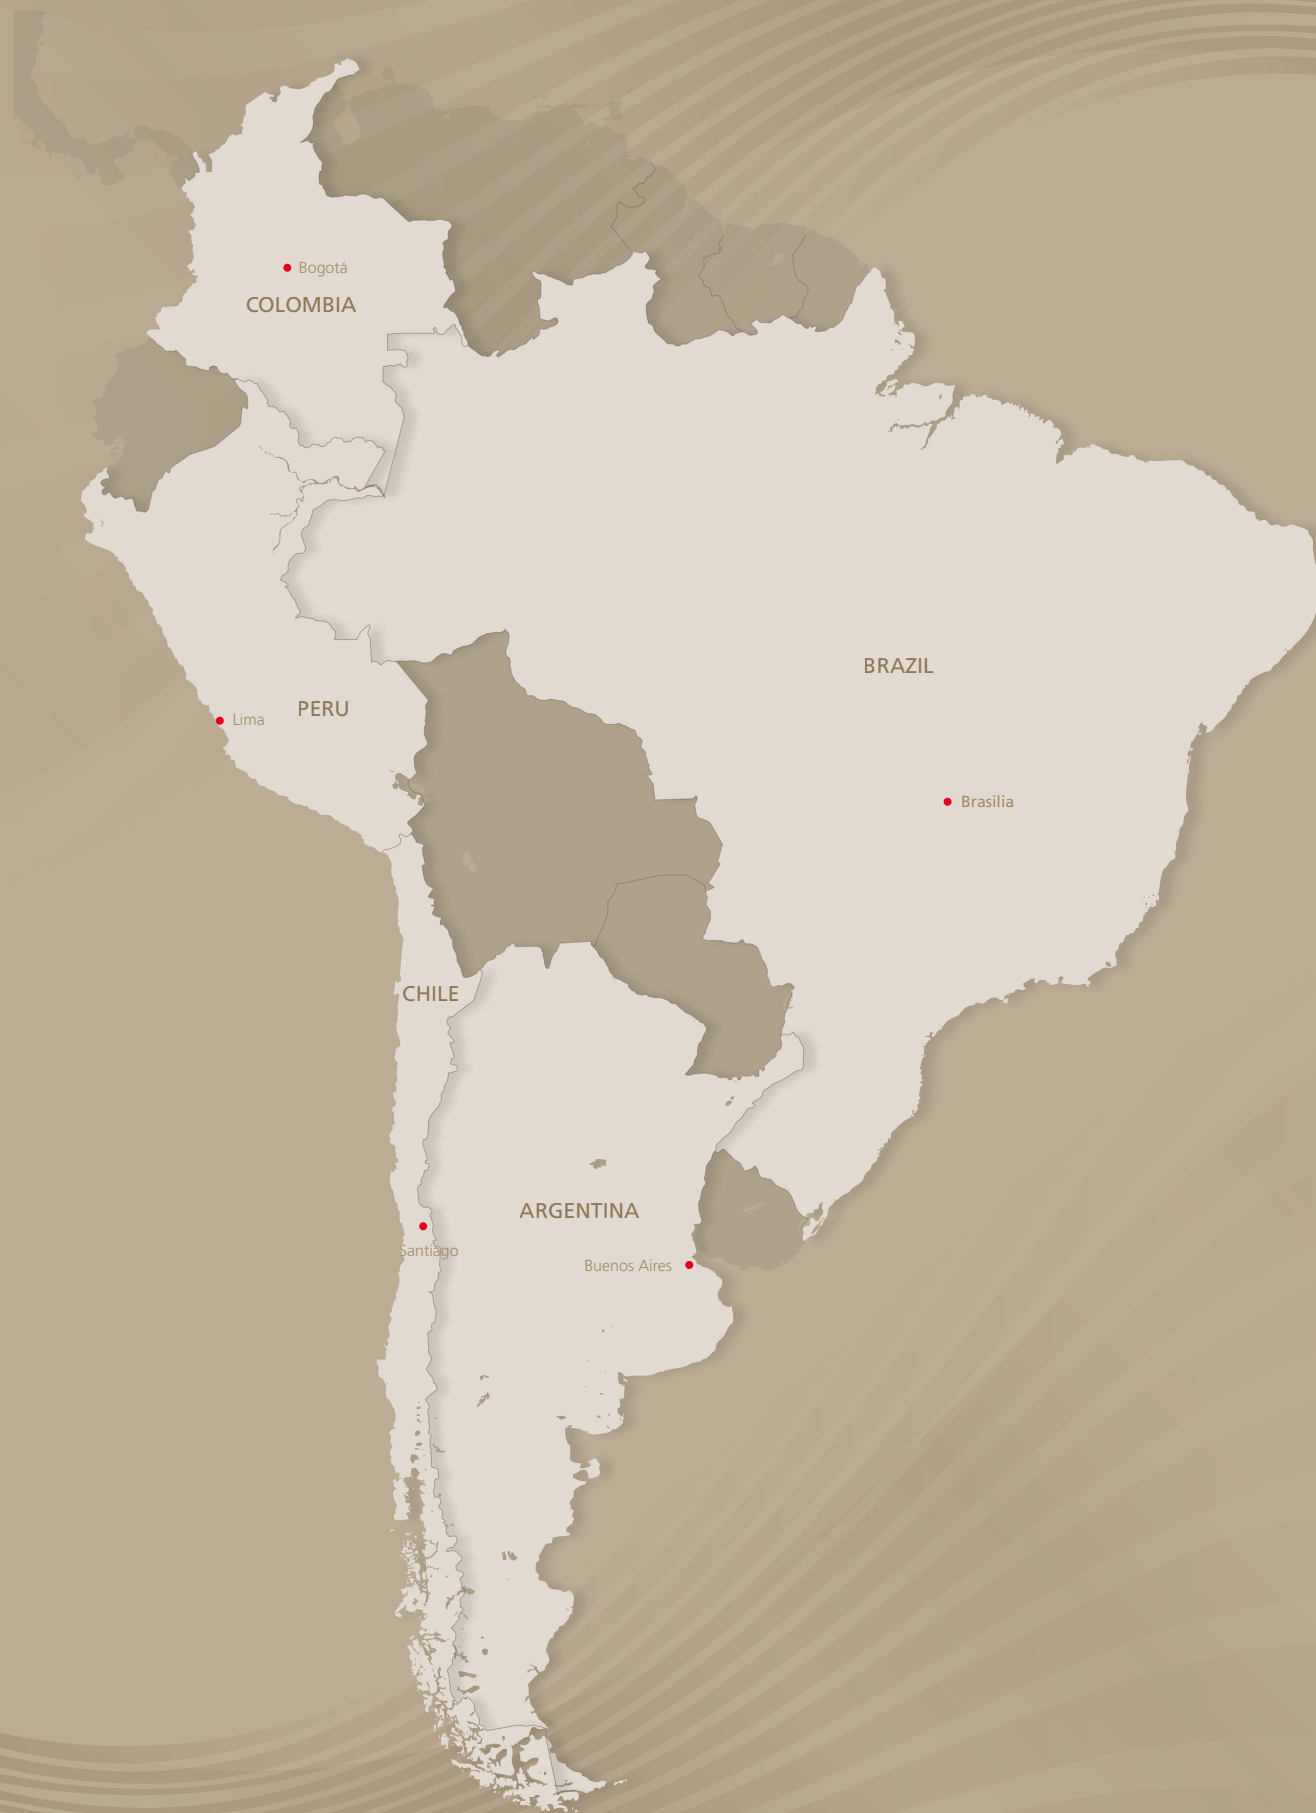 Bogotá
COLOMBIA
BRAZIL
PERU
Lima
Brasilia
CHILE
ARGENTINA
Santiago
Buenos Aires